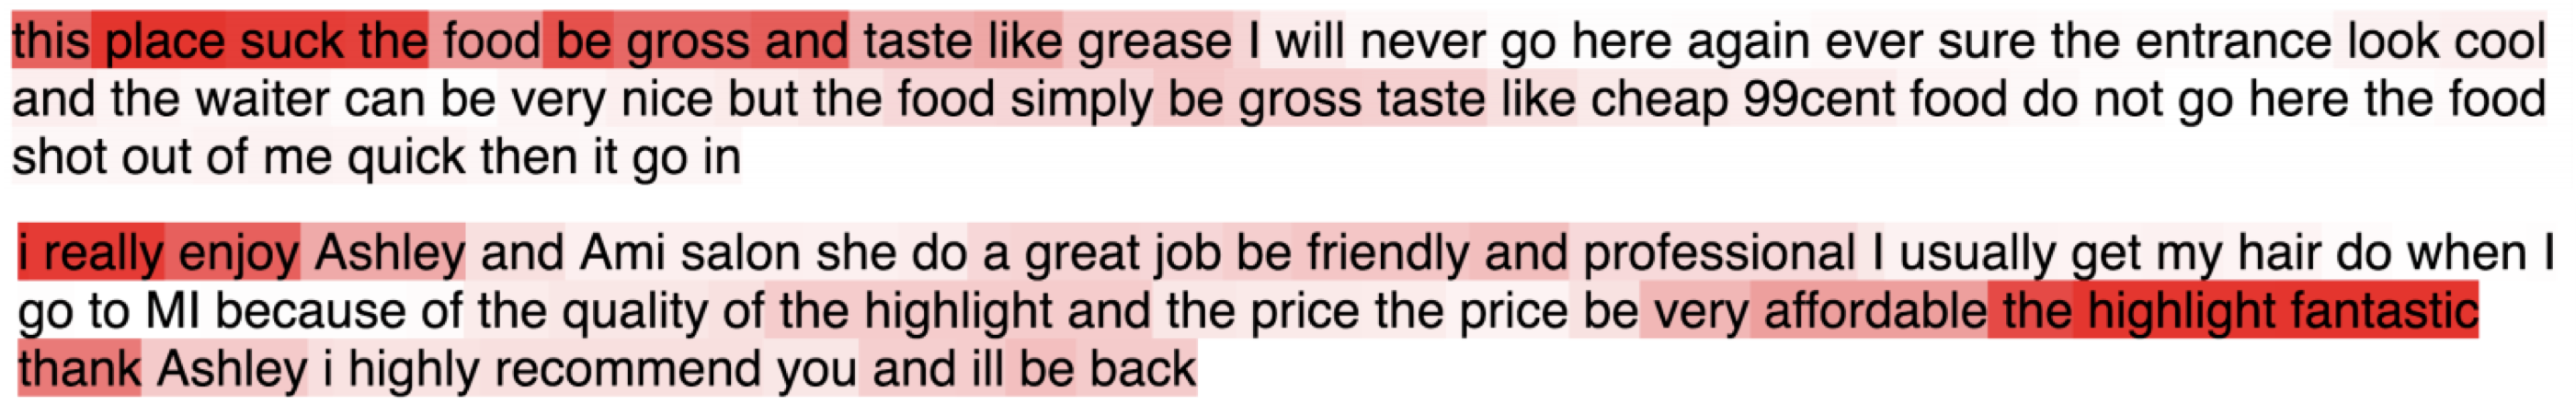 this place suck the food be gross and taste like grease I will never go here again ever sure the entrance look cool
and the waiter can be very nice but the food simply be gross taste like cheap 99cent food do not go here the food
shot out of me quick then it go in
i really enjoy Ashley and Ami salon she do a great job be friendly and professional I usually get my hair do when I
go to MI because of the quality of the highlight and the price the price be very affordable the highlight fantastic
thank Ashley i highly recommend you and ill be back